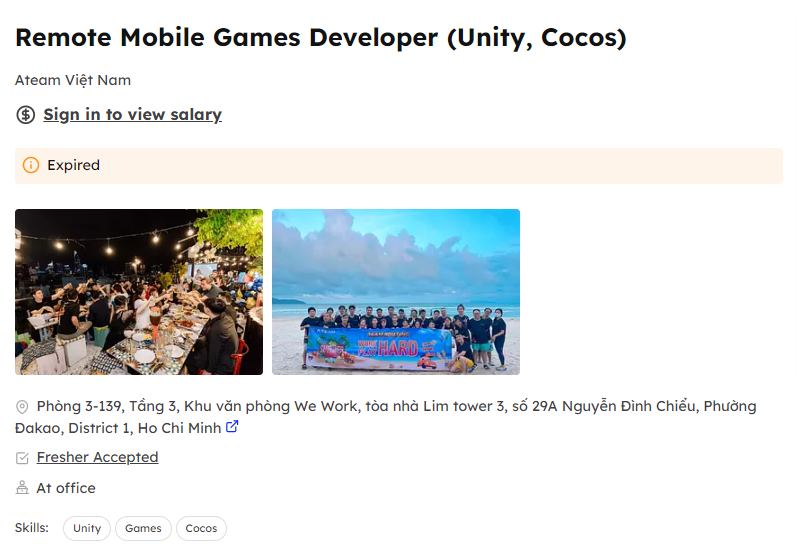 Remote Mobile Games Developer (Unity, Cocos)
Ateam Việt Nam
Sign in to view salary
Expired
HARD
Phòng 3-139, Tầng 3, Khu văn phòng We Work, tòa nhà Lim tower 3, số 29A Nguyễn Đình Chiểu, Phường
Đakao, District 1, Ho Chi Minh
Fresher Accepted
At office
Skills: Unity Games Cocos